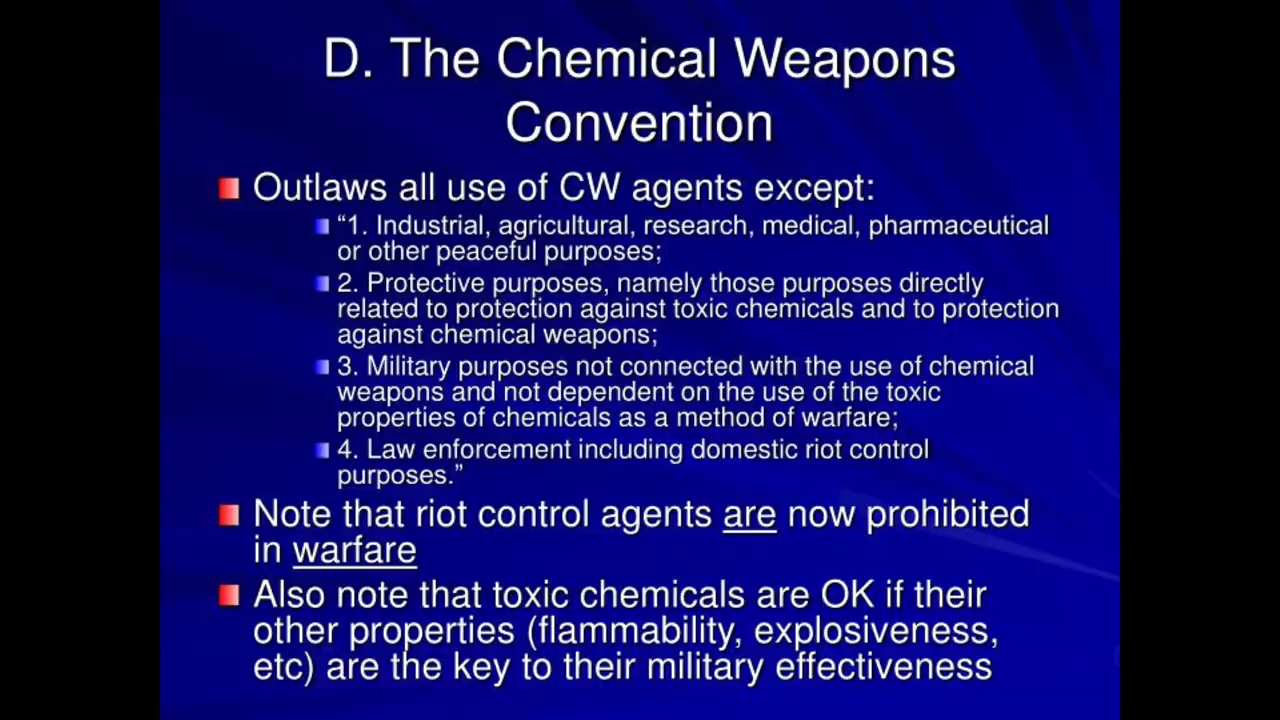 D. The Chemical Weapons
Convention
Outlaws all use of CW agents except:
“1. Industrial, agricultural, research, medical, pharmaceutical
or other peaceful purposes;
2. Protective purposes, namely those purposes directly
related to protection against toxic chemicals and to protection
against chemical weapons;
3. Military purposes not connected with the use of chemical
weapons and not dependent on the use of the toxic
properties of chemicals as a method of warfare;
4. Law enforcement including domestic riot control
purposes.”
Note that riot control agents are now prohibited
in warfare
Also note that toxic chemicals are OK if their
other properties (flammability, explosiveness,
etc) are the key to their military effectiveness